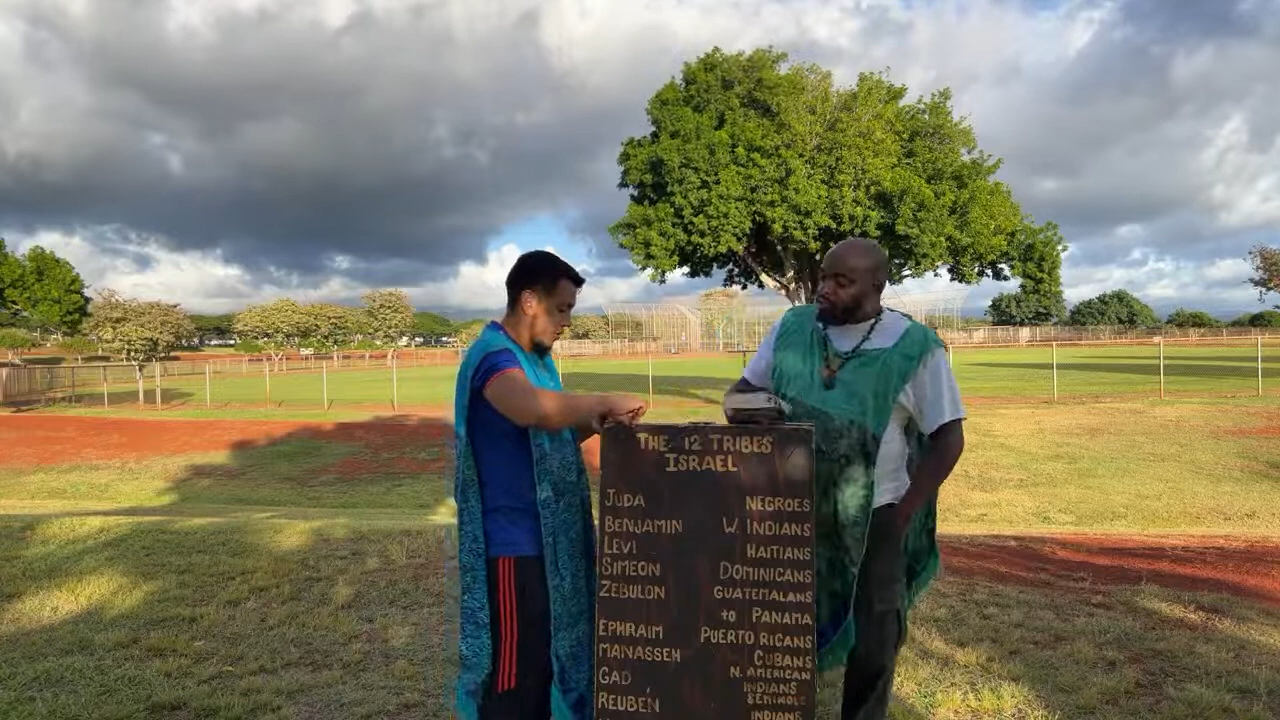 THE 12 TRIBES
ISRAEL
JUDA NEGROES
BENJAMIN W. INDIANS
LEVI HAITIANS
SIMEON DOMINICANS
ZEBULON GUATEMALANS
to PANAMA
EPHRAIM PUERTO RICANS
MANASSEH CUBANS
GAD N. AMERICAN
INDIANS
REUBEN SEMINOLE
INDIANS